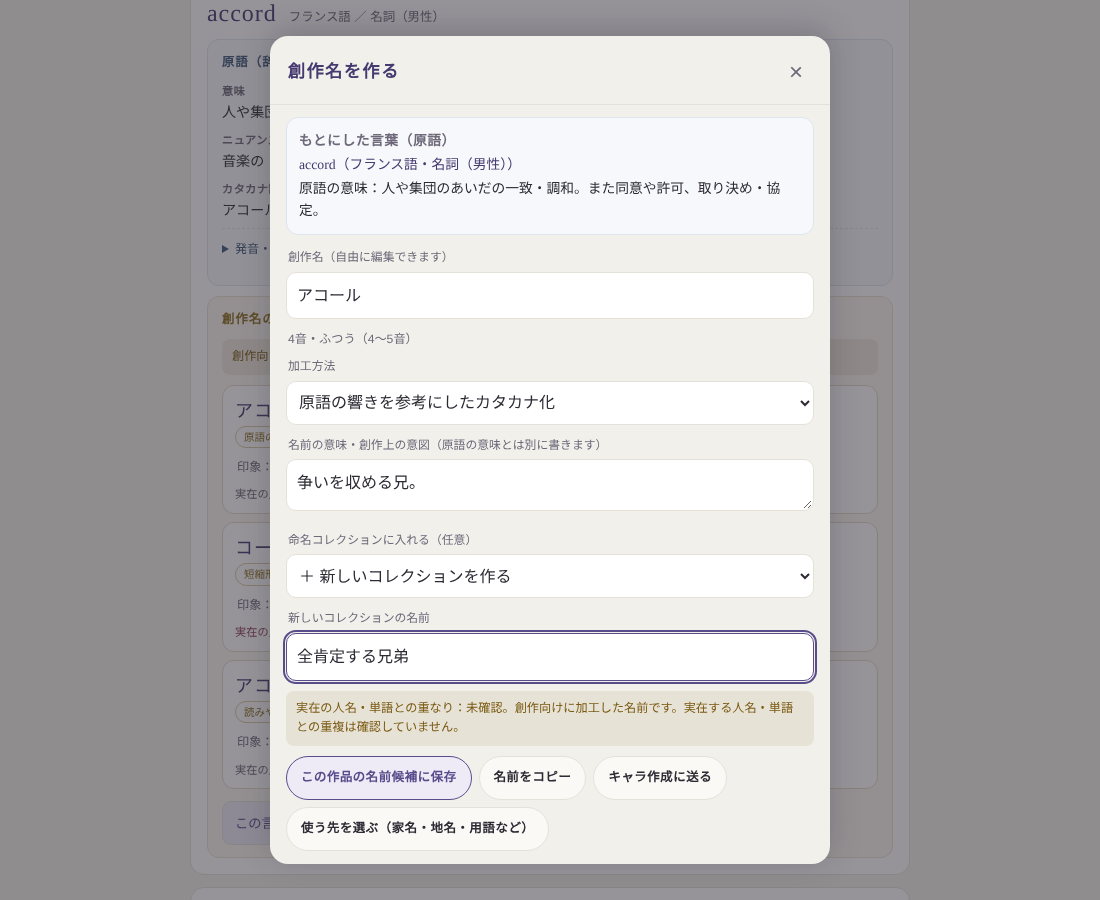 accord フランス語 ／ 名詞（男性）
原語（辞
意味
人や集団
ニュアン
音楽の
カタカナ
アコール
▶ 発音・
創作名の
創作向
アコ
原語の
印象：
実在の
コー
短縮形
印象：
実在の
アコ
読みや
印象：
実在の
この言
創作名を作る
×
もとにした言葉（原語）
accord（フランス語・名詞（男性））
原語の意味：人や集団のあいだの一致・調和。また同意や許可、取り決め・協
定。
創作名（自由に編集できます）
アコール
4音・ふつう（4〜5音）
加工方法
原語の響きを参考にしたカタカナ化
名前の意味・創作上の意図（原語の意味とは別に書きます）
争いを収める兄。
命名コレクションに入れる（任意）
＋ 新しいコレクションを作る
新しいコレクションの名前
全肯定する兄弟
実在の人名・単語との重なり：未確認。創作向けに加工した名前です。実在する人名・単語
との重複は確認していません。
この作品の名前候補に保存 名前をコピー キャラ作成に送る
使う先を選ぶ（家名・地名・用語など）